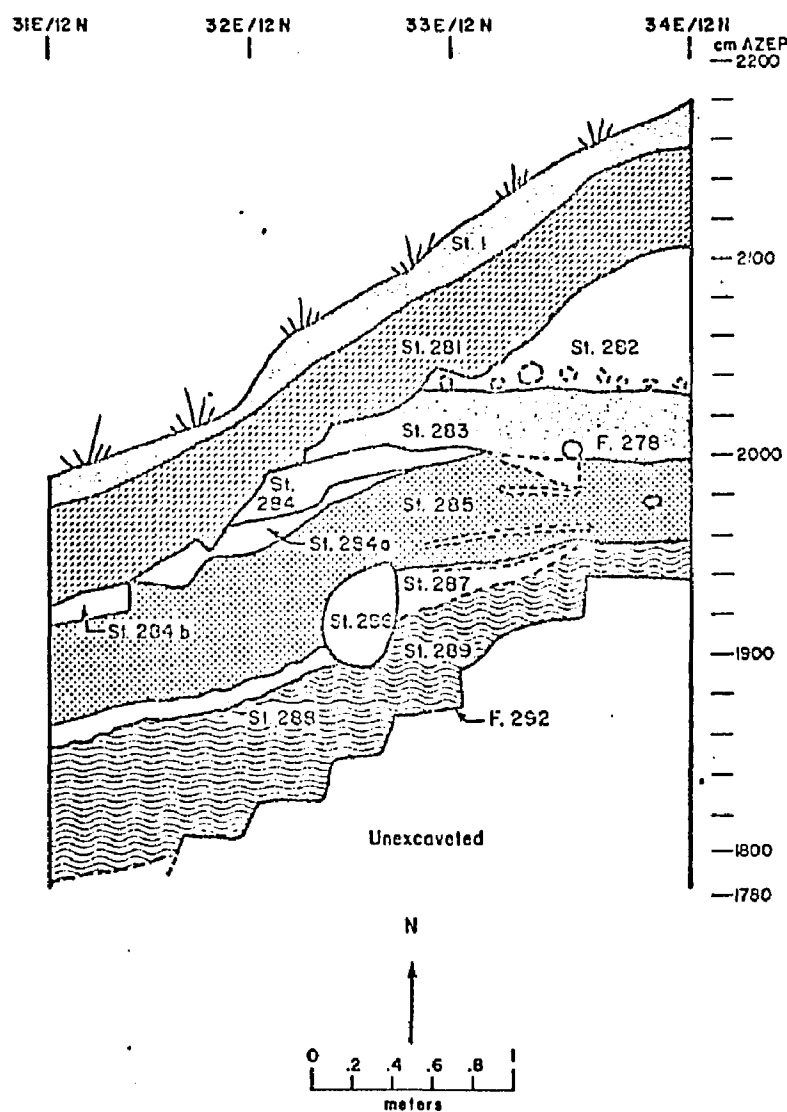 31E/12N 32E/12N 33E/12N 34E/12N
cm AZEP
2200
St. 1
2100
St. 281
St. 282
St. 283
F. 278
2000
St. 284
St. 285
St. 284a
St. 287
St. 284b
St. 286
St. 289
1900
St. 288
F. 292
Unexcavated
1800
1780
N
0 .2 .4 .6 .8 1
meters